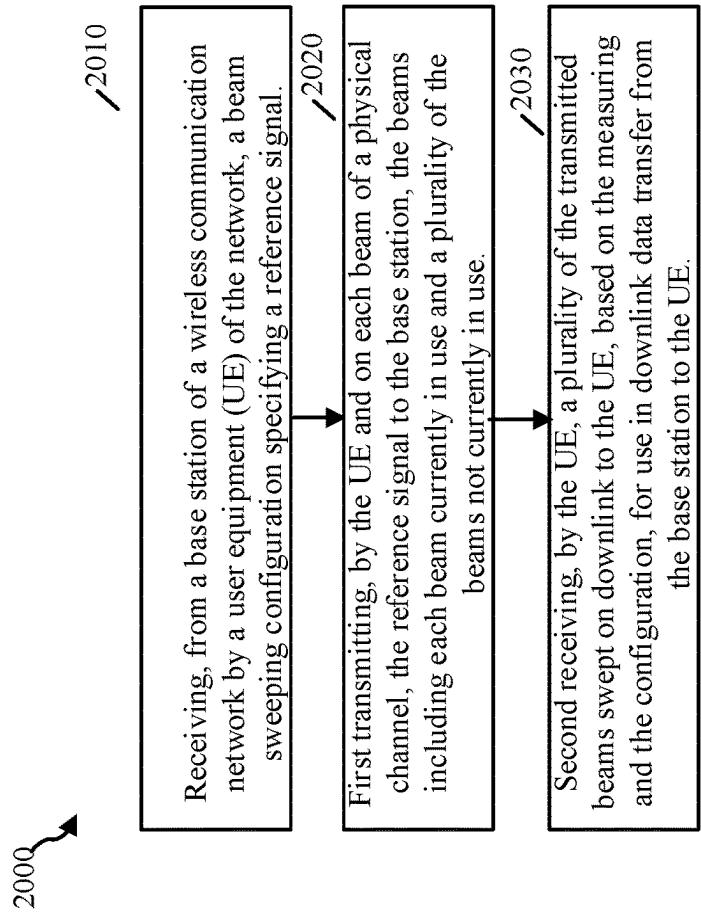 2000
2010
Receiving, from a base station of a wireless communication
network by a user equipment (UE) of the network, a beam
sweeping configuration specifying a reference signal.
2020
First transmitting, by the UE and on each beam of a physical
channel, the reference signal to the base station, the beams
including each beam currently in use and a plurality of the
beams not currently in use.
2030
Second receiving, by the UE, a plurality of the transmitted
beams swept on downlink to the UE, based on the measuring
and the configuration, for use in downlink data transfer from
the base station to the UE.